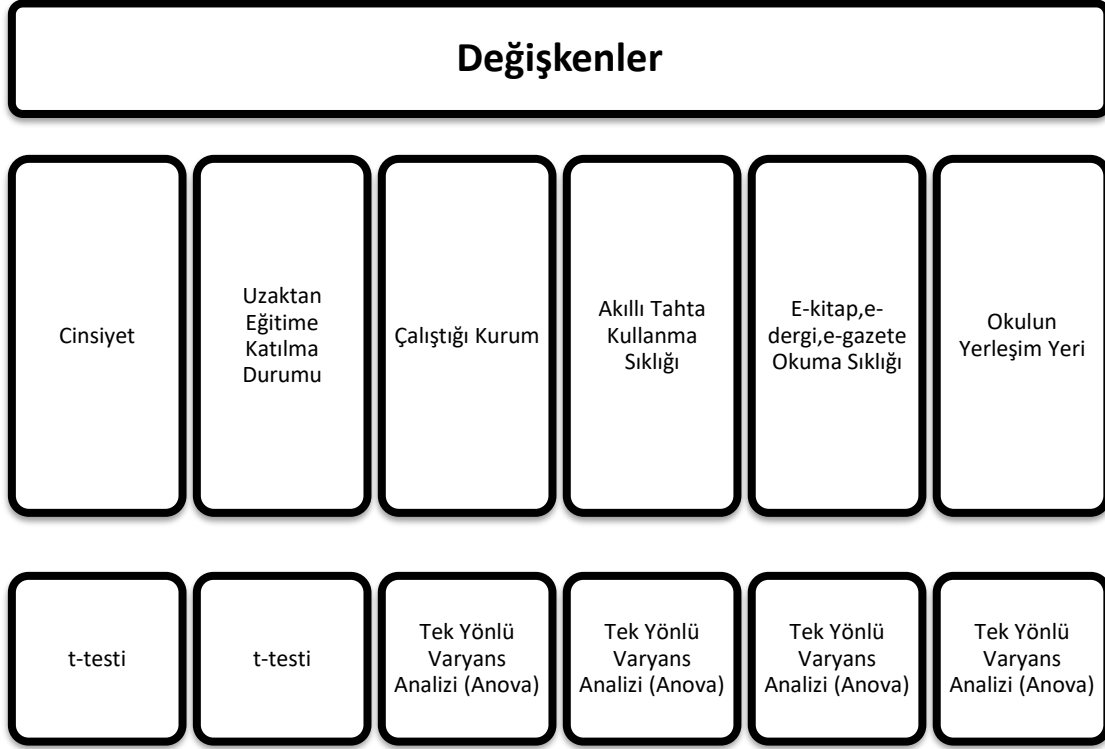 Değişkenler
Cinsiyet
Uzaktan
Eğitime
Katılma
Durumu
Çalıştığı Kurum
Akıllı Tahta
Kullanma
Sıklığı
E-kitap,e-
dergi,e-gazete
Okuma Sıklığı
Okulun
Yerleşim Yeri
t-testi
t-testi
Tek Yönlü
Varyans
Analizi (Anova)
Tek Yönlü
Varyans
Analizi (Anova)
Tek Yönlü
Varyans
Analizi (Anova)
Tek Yönlü
Varyans
Analizi (Anova)